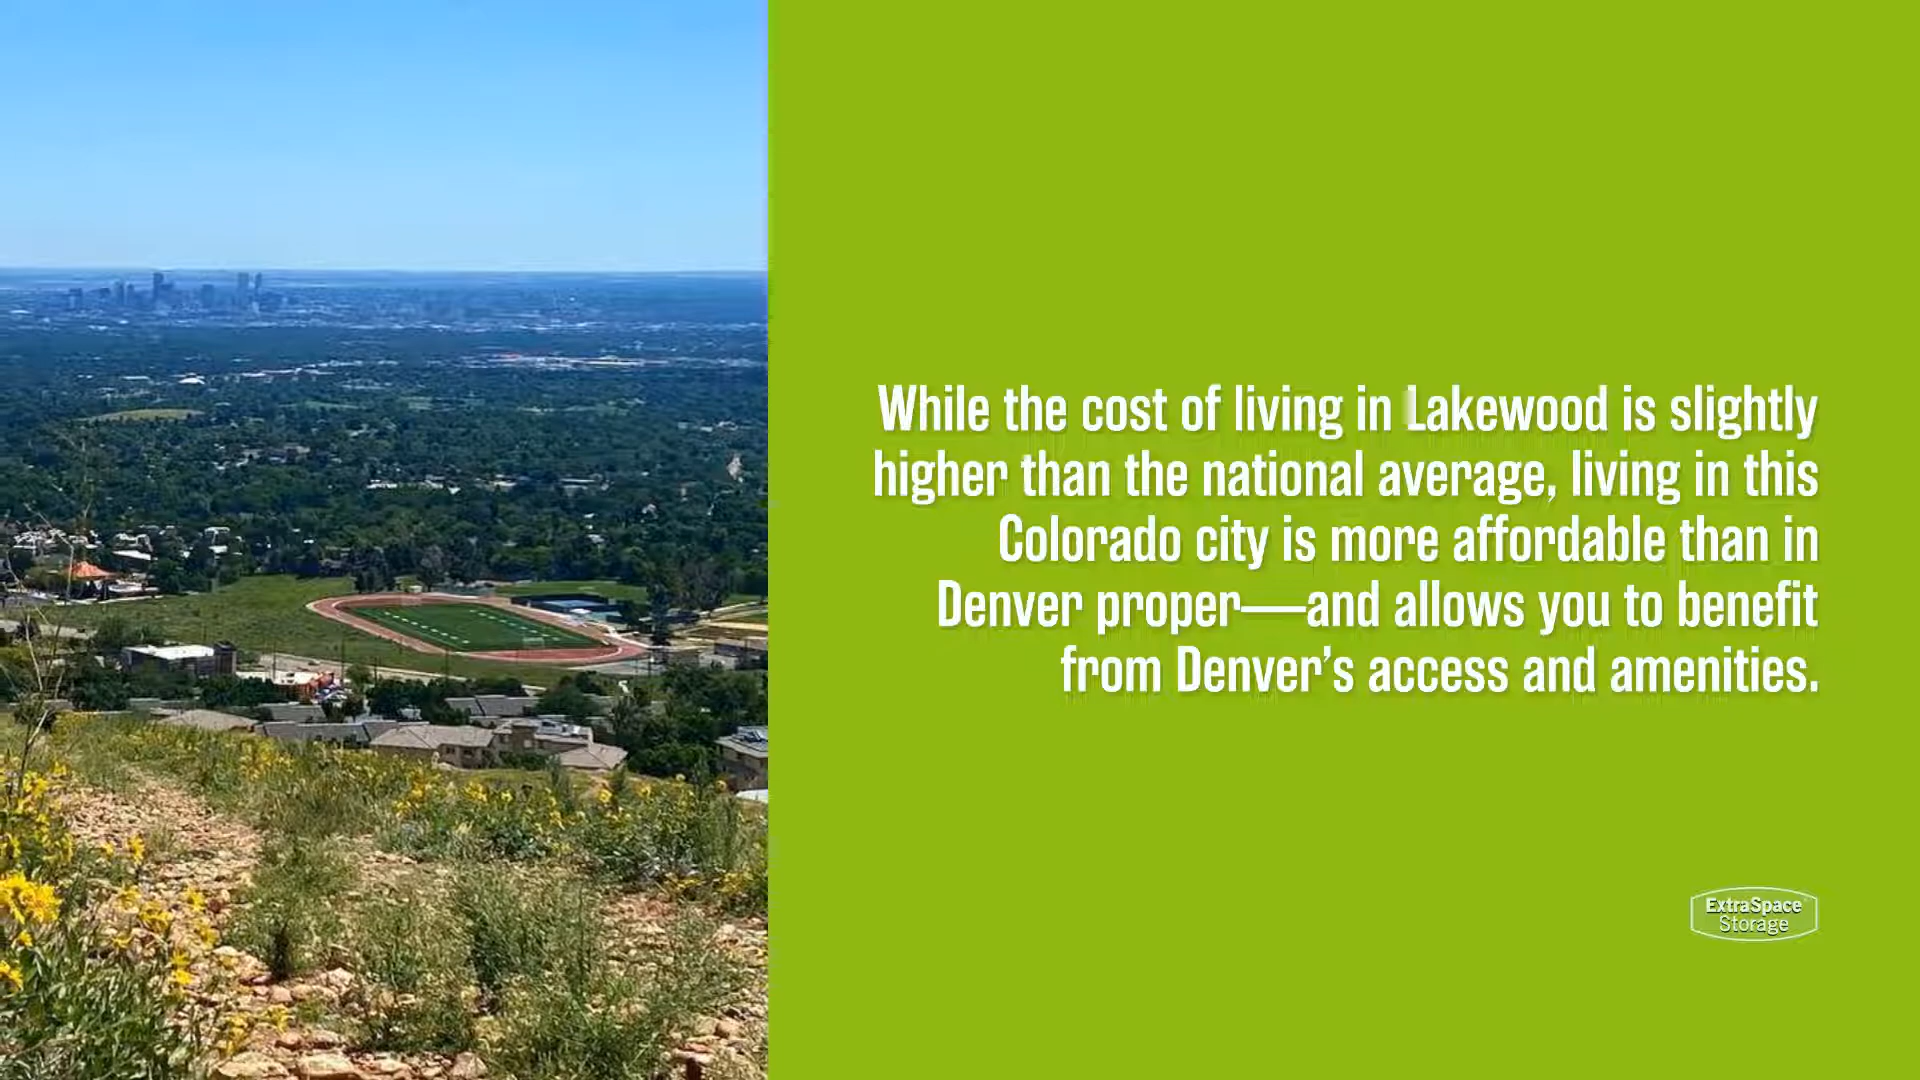 While the cost of living in Lakewood is slightly
higher than the national average, living in this
Colorado city is more affordable than in
Denver proper—and allows you to benefit
from Denver's access and amenities.
ExtraSpace
Storage